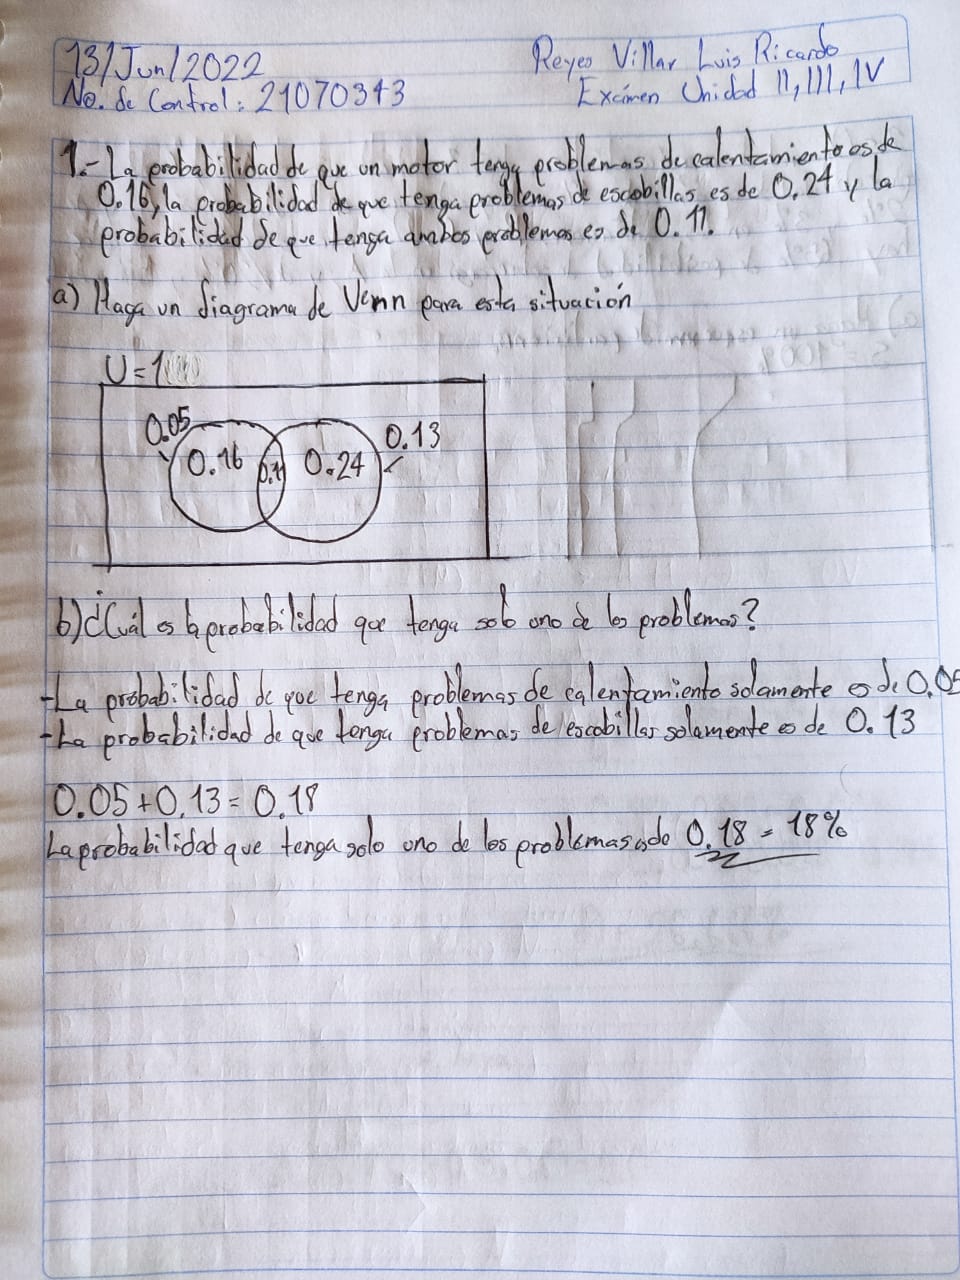 13/Jun/2022
Reyes Villar Luis Ricardo
No. de Control: 21070343
Exámen Unidad II, III, IV
1.- La probabilidad de que un motor tenga problemas de calentamiento es de
0.16, la probabilidad de que tenga problemas de escobillas es de 0.24 y la
probabilidad de que tenga ambos problemas es de 0.11.
a) Haga un diagrama de Venn para esta situación
U = 1
0.05
0.13
0.16 0.11 0.24
b) ¿Cuál es la probabilidad que tenga solo uno de los problemas?
-La probabilidad de que tenga problemas de calentamiento solamente es de 0.05
-La probabilidad de que tenga problemas de escobillas solamente es de 0.13
0.05 + 0.13 = 0.18
La probabilidad que tenga solo uno de los problemas es de 0.18 = 18%